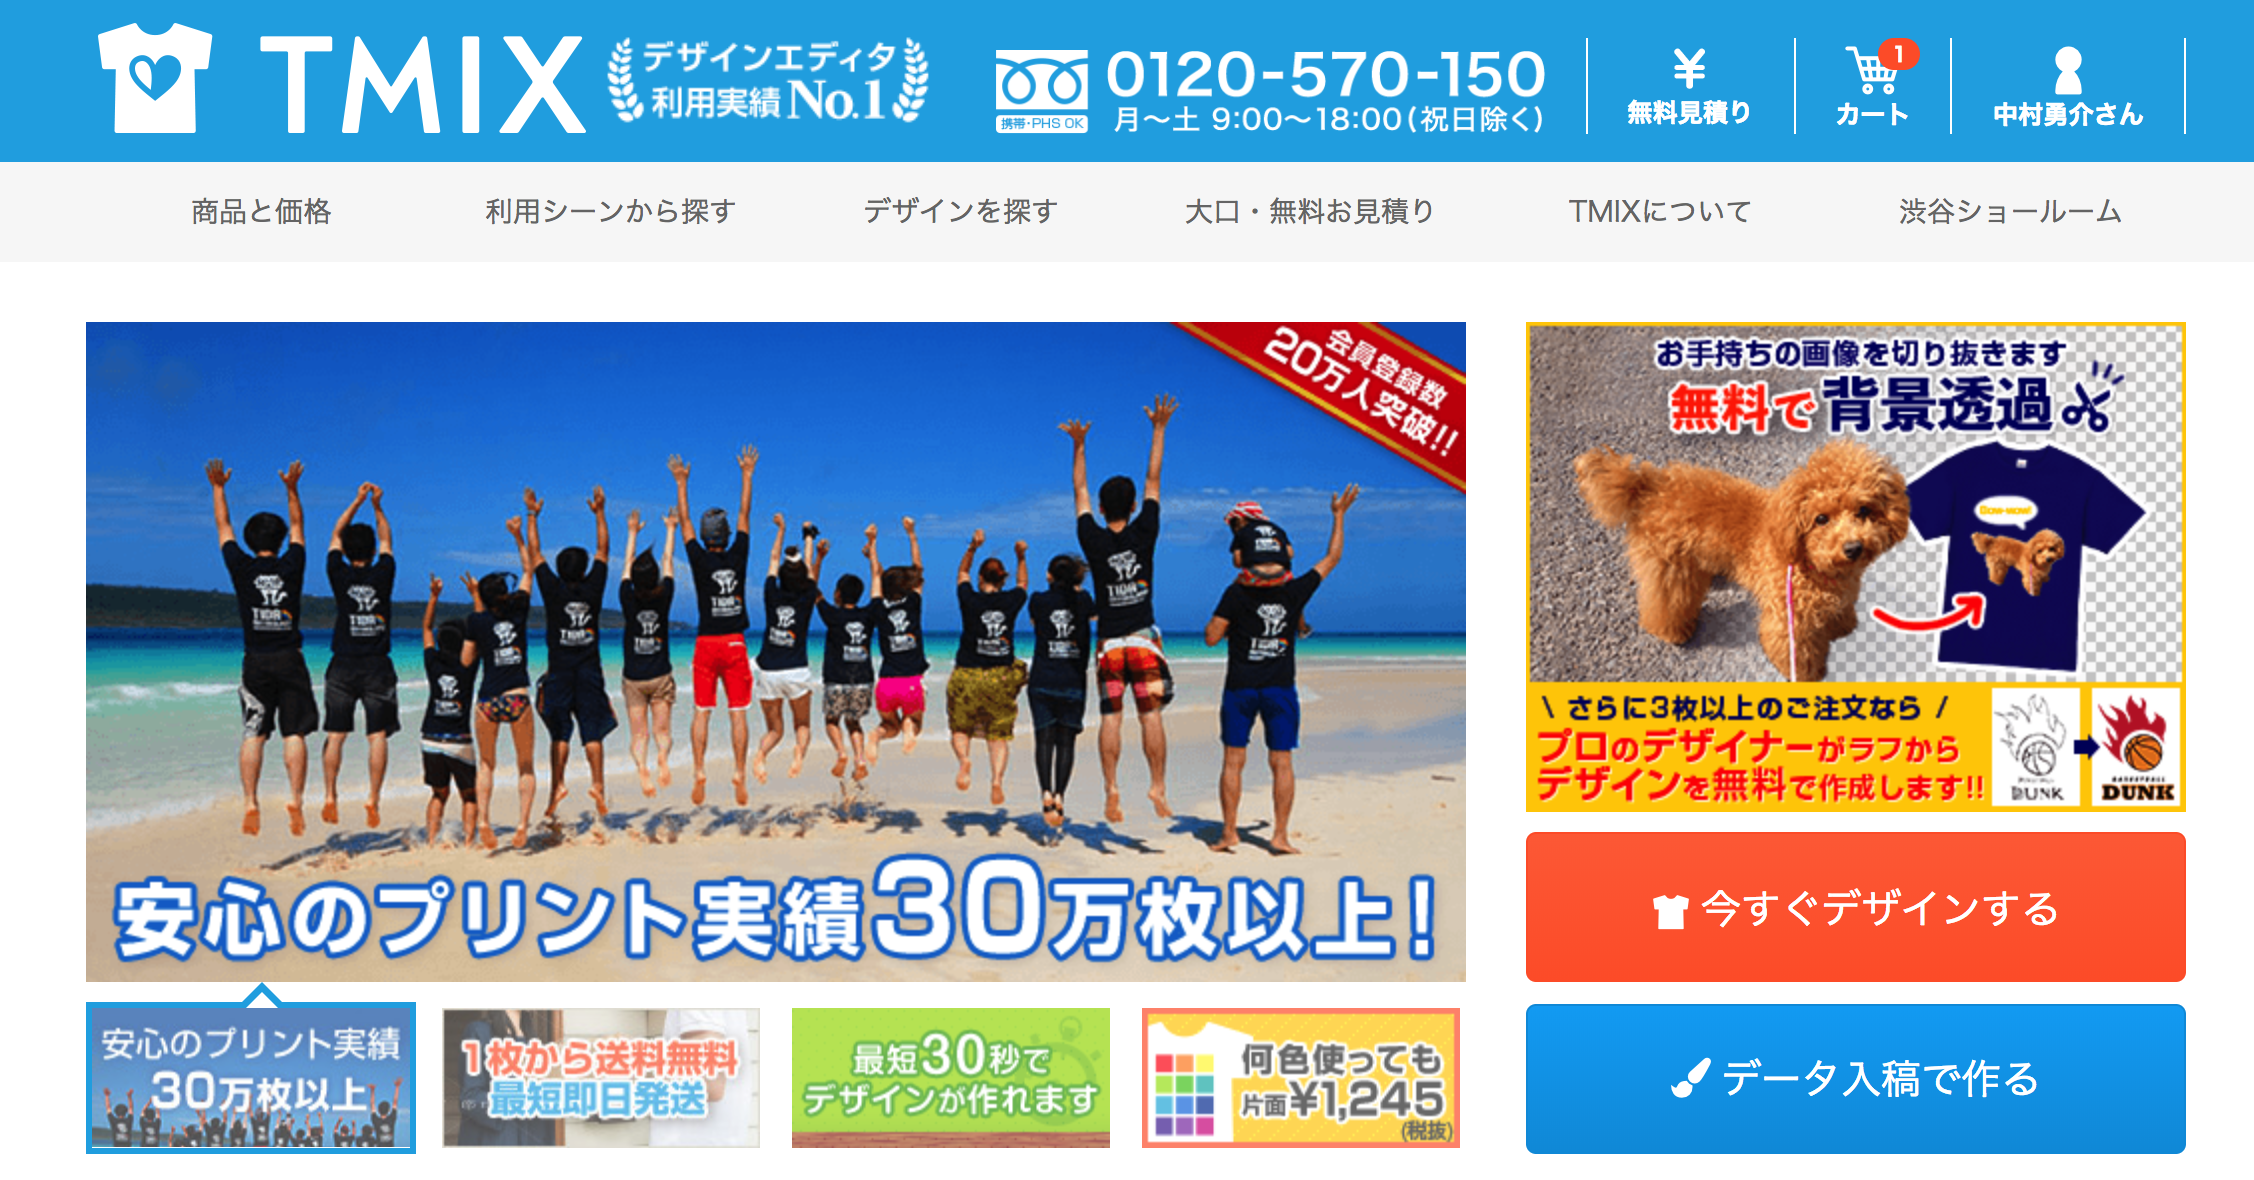 TMIX
デザインエディタ
利用実績No.1
0120-570-150
携帯・PHS OK
月〜土 9:00〜18:00(祝日除く)
無料見積り
1
カート
中村勇介さん
商品と価格
利用シーンから探す
デザインを探す
大口・無料お見積り
TMIXについて
渋谷ショールーム
会員登録数
20万人突破!!
安心のプリント実績30万枚以上!
お手持ちの画像を切り抜きます
無料で背景透過
Bow-wow!
\ さらに3枚以上のご注文なら /
プロのデザイナーがラフから
デザインを無料で作成します!!
DUNK
BASKETBALL
DUNK
今すぐデザインする
データ入稿で作る
安心のプリント実績
30万枚以上
1枚から送料無料
最短即日発送
最短30秒で
デザインが作れます
何色使っても
片面¥1,245
(税抜)